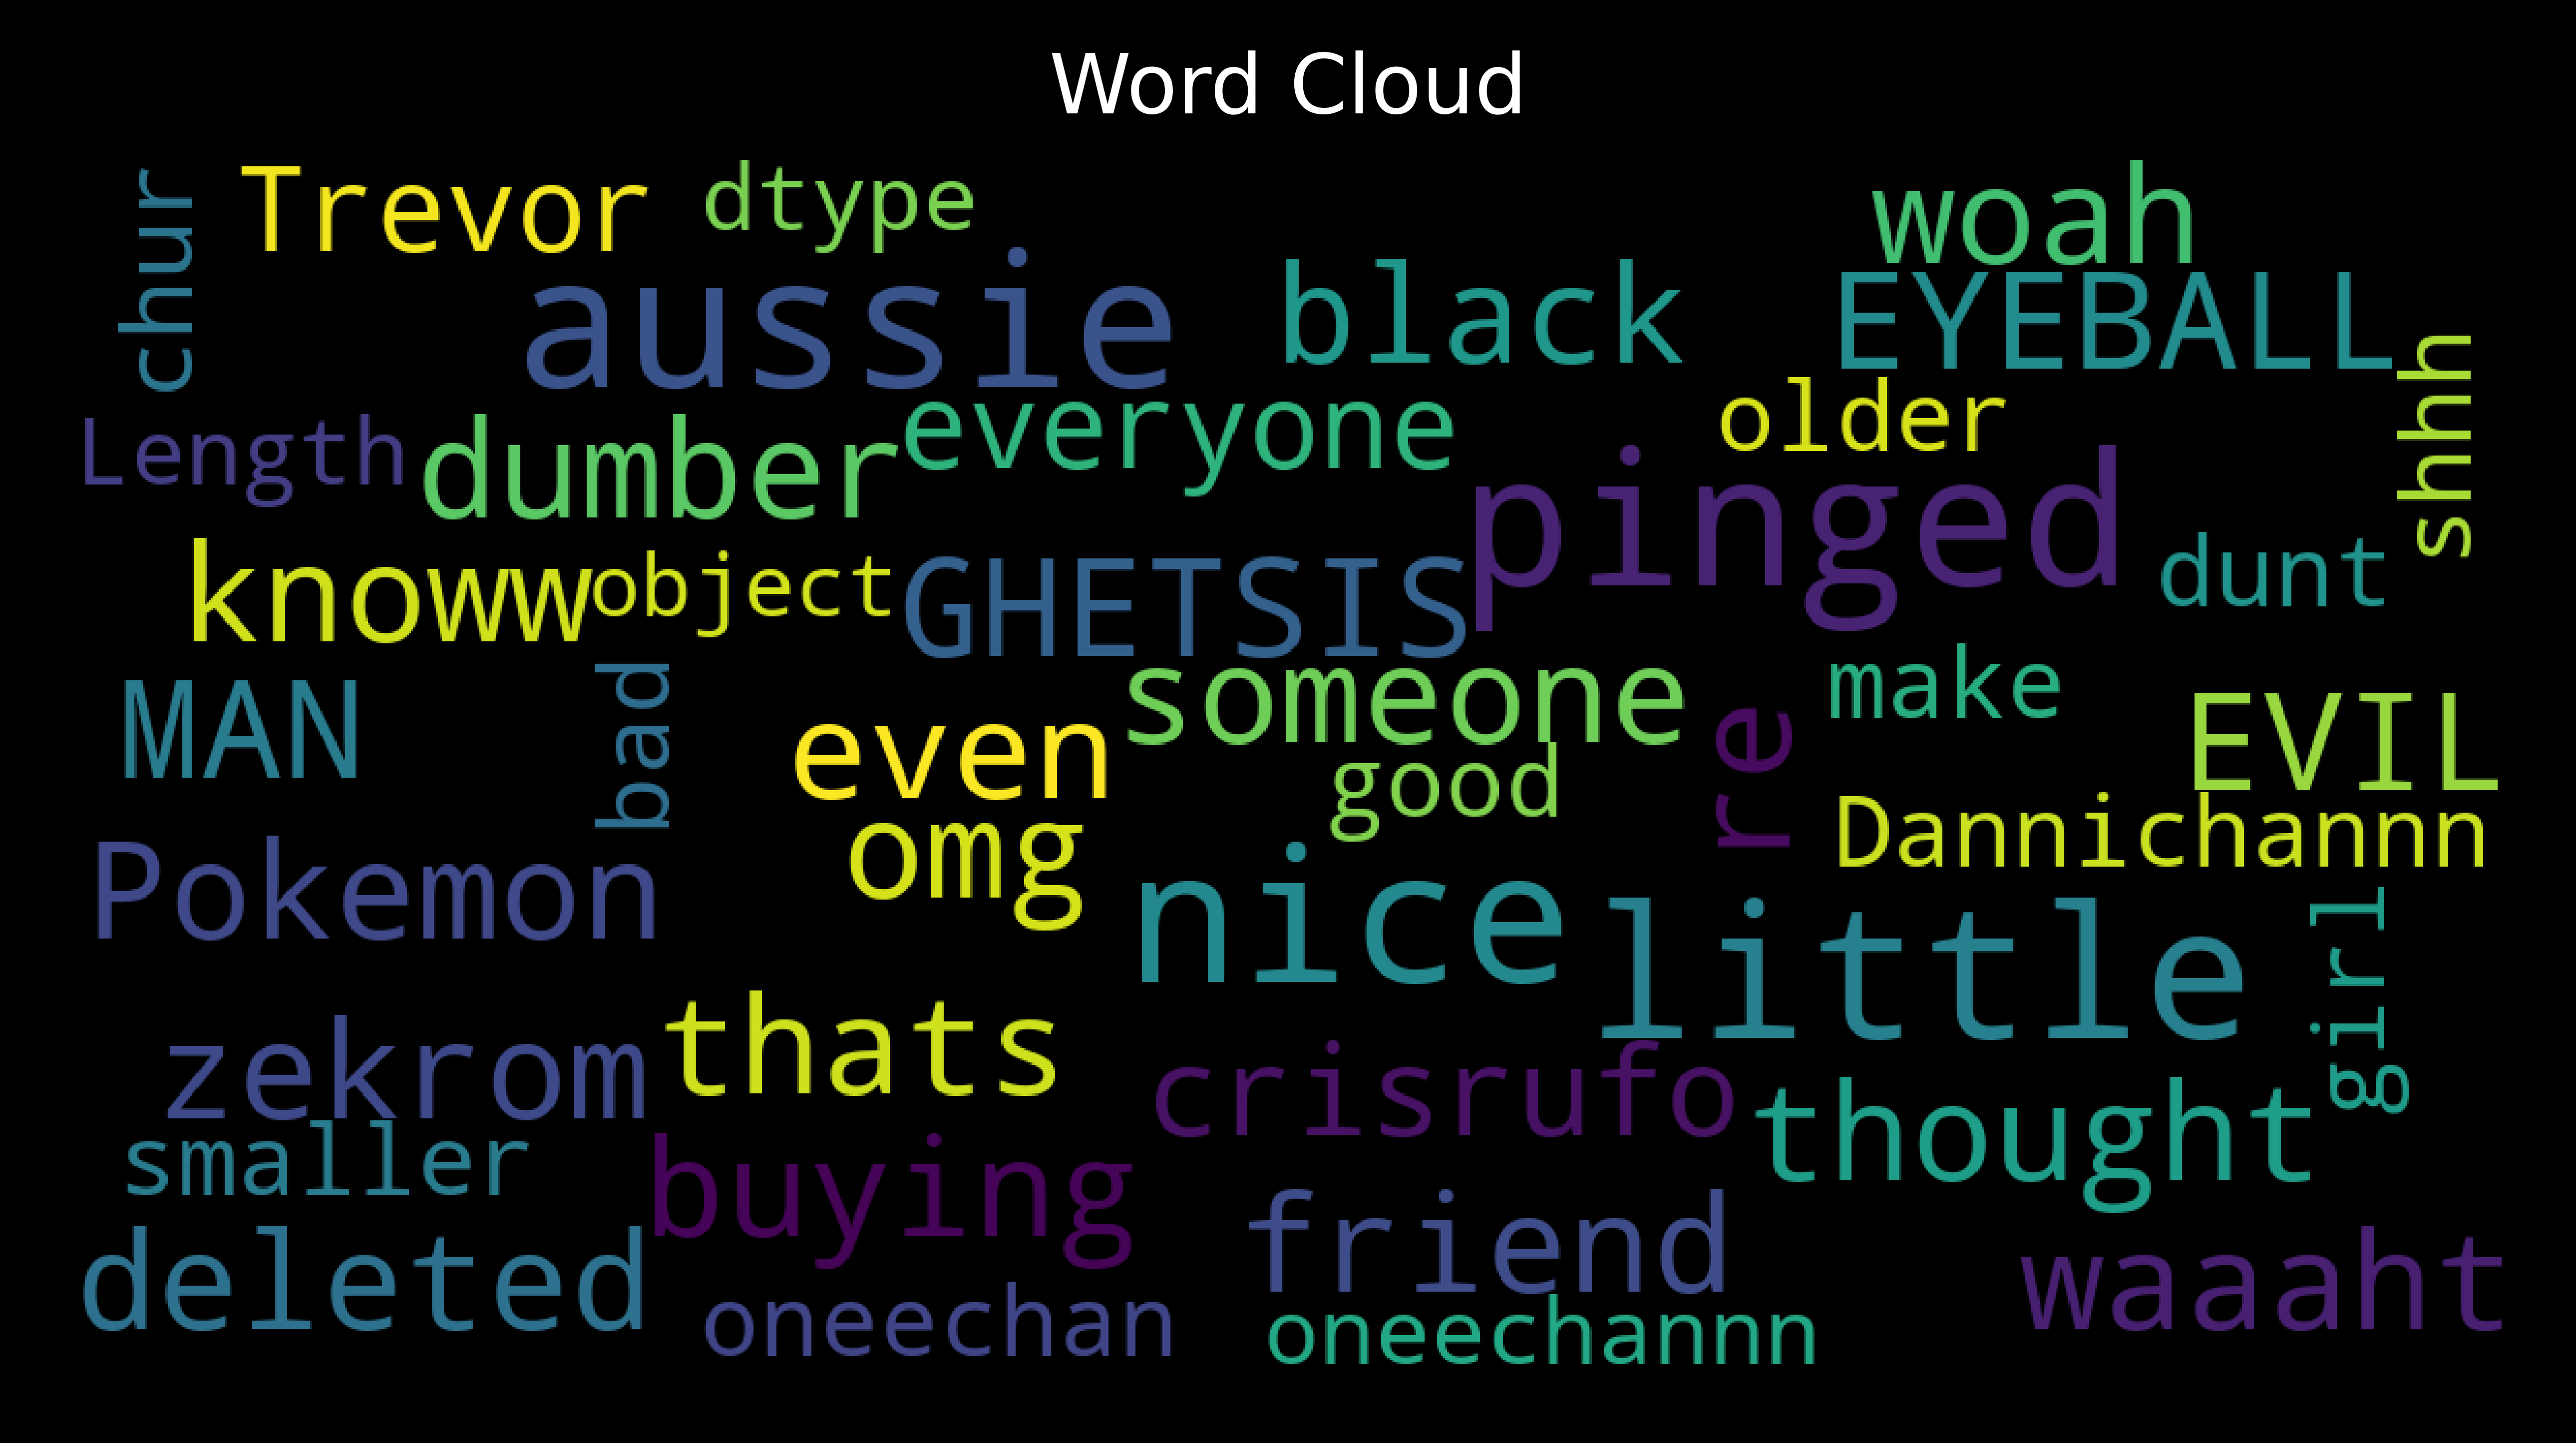 Word Cloud
chur
Trevor
dtype
woah
aussie
black
EYEBALL
shhh
Length
dumber
everyone
older
pinged
knoww
object
GHETSIS
dunt
MAN
bad
even
someone
re
make
EVIL
good
Dannichannn
Pokemon
omg
nice
little
girl
zekrom
thats
crisrufo
thought
smaller
buying
friend
deleted
oneechan
oneechannn
waaaht